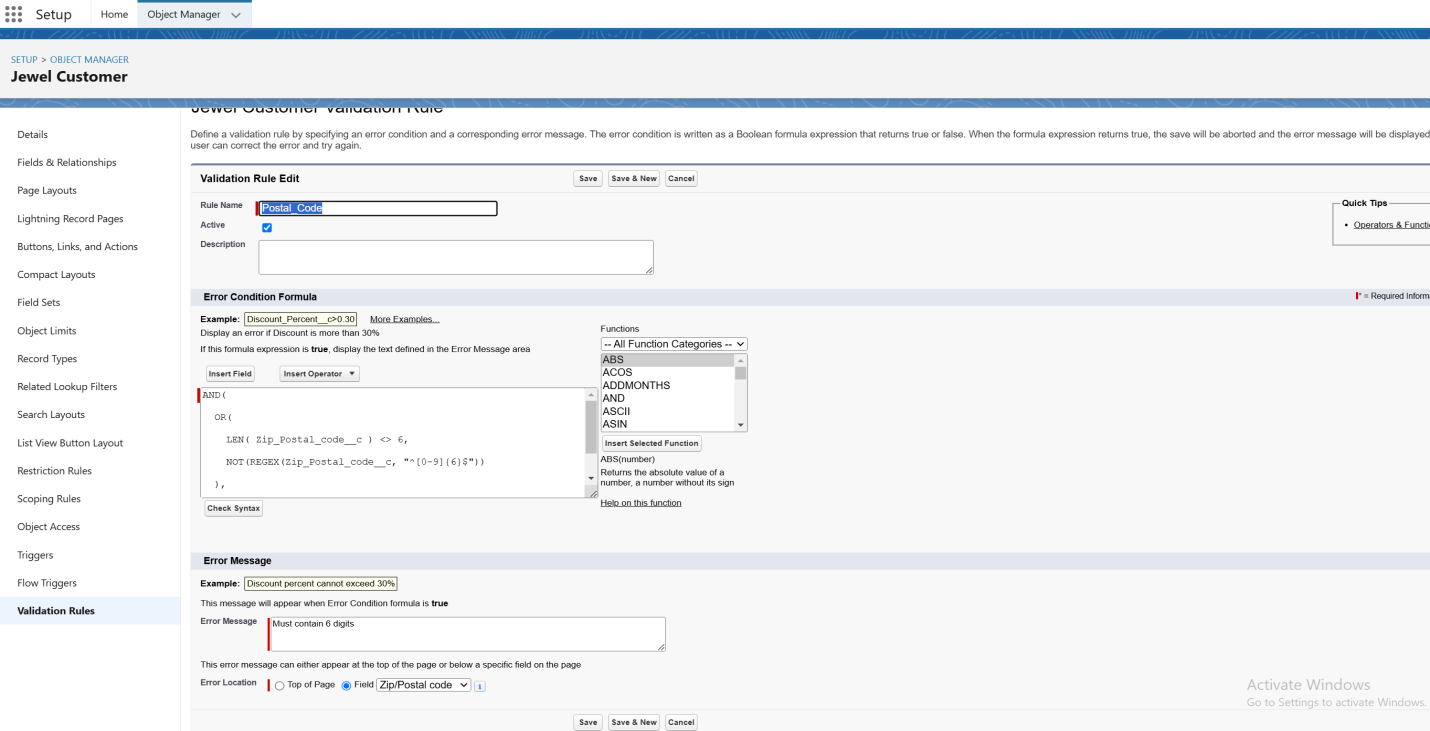 Setup
Home
Object Manager
SETUP > OBJECT MANAGER
Jewel Customer
Jewel Customer Validation Rule
Define a validation rule by specifying an error condition and a corresponding error message. The error condition is written as a Boolean formula expression that returns true or false. When the formula expression returns true, the save will be aborted and the error message will be displayed
user can correct the error and try again.
Details
Fields & Relationships
Page Layouts
Lightning Record Pages
Buttons, Links, and Actions
Compact Layouts
Field Sets
Object Limits
Record Types
Related Lookup Filters
Search Layouts
List View Button Layout
Restriction Rules
Scoping Rules
Object Access
Triggers
Flow Triggers
Validation Rules
Validation Rule Edit
Save Save & New Cancel
Rule Name Postal_Code
Active
Description
Quick Tips
• Operators & Functi
Error Condition Formula
= Required Inform
Example: Discount_Percent__c>0.30 More Examples...
Display an error if Discount is more than 30%
If this formula expression is true, display the text defined in the Error Message area
Insert Field Insert Operator
AND(
OR(
LEN( Zip_Postal_code__c ) <> 6,
NOT(REGEX(Zip_Postal_code__c, "^[0-9]{6}$"))
),
Check Syntax
Functions
-- All Function Categories --
ABS
ACOS
ADDMONTHS
AND
ASCII
ASIN
Insert Selected Function
ABS(number)
Returns the absolute value of a
number, a number without its sign
Help on this function
Error Message
Example: Discount percent cannot exceed 30%
This message will appear when Error Condition formula is true
Error Message Must contain 6 digits
This error message can either appear at the top of the page or below a specific field on the page
Error Location Top of Page Field Zip/Postal code i
Save Save & New Cancel
Activate Windows
Go to Settings to activate Windows.